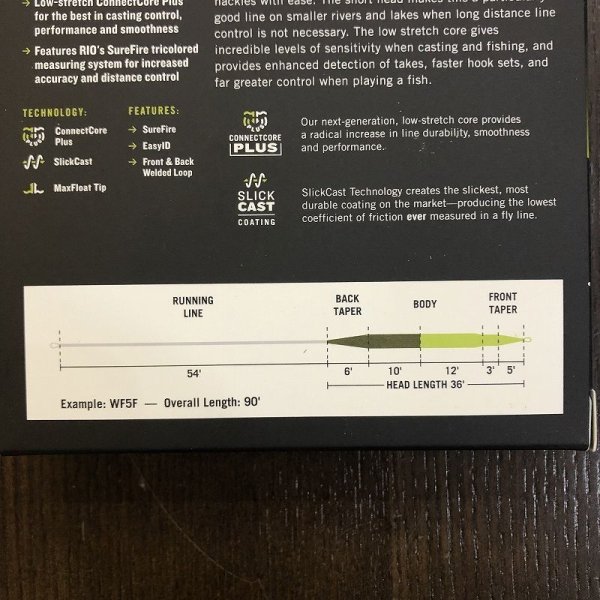 → Low-stretch ConnectCore Plus
for the best in casting control,
performance and smoothness
→ Features RIO's SureFire tricolored
measuring system for increased
accuracy and distance control
hackles with ease. The short head makes this a particularly
good line on smaller rivers and lakes when long distance line
control is not necessary. The low stretch core gives
incredible levels of sensitivity when casting and fishing, and
provides enhanced detection of takes, faster hook sets, and
far greater control when playing a fish.
TECHNOLOGY:
ConnectCore
Plus
SlickCast
MaxFloat Tip
FEATURES:
→ SureFire
→ EasyID
→ Front & Back
Welded Loop
CONNECTCORE
PLUS
Our next-generation, low-stretch core provides
a radical increase in line durability, smoothness
and performance.
SLICK
CAST
COATING
SlickCast Technology creates the slickest, most
durable coating on the market—producing the lowest
coefficient of friction ever measured in a fly line.
RUNNING
LINE
BACK
TAPER
BODY
FRONT
TAPER
54' 6' 10' 12' 3' 5'
HEAD LENGTH 36'
Example: WF5F — Overall Length: 90'